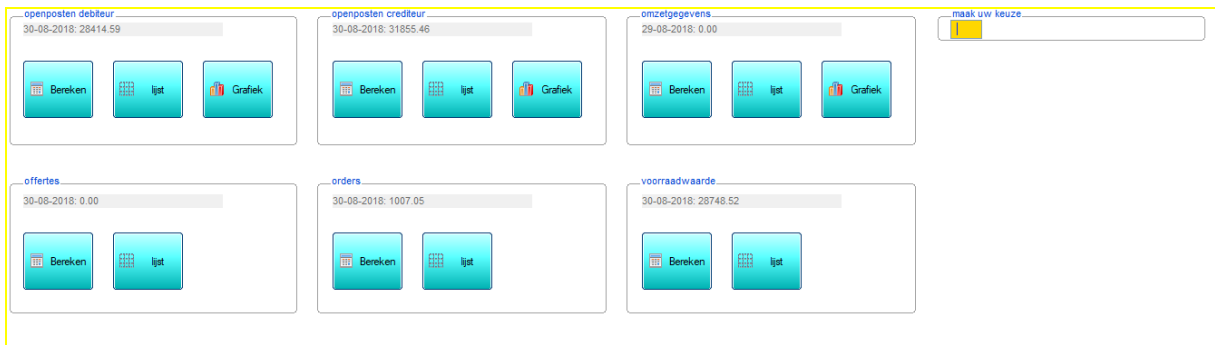 openposten debiteur
30-08-2018: 28414.59
Bereken
lijst
Grafiek
openposten crediteur
30-08-2018: 31855.46
Bereken
lijst
Grafiek
omzetgegevens
29-08-2018: 0.00
Bereken
lijst
Grafiek
maak uw keuze
offertes
30-08-2018: 0.00
Bereken
lijst
orders
30-08-2018: 1007.05
Bereken
lijst
voorraadwaarde
30-08-2018: 28748.52
Bereken
lijst